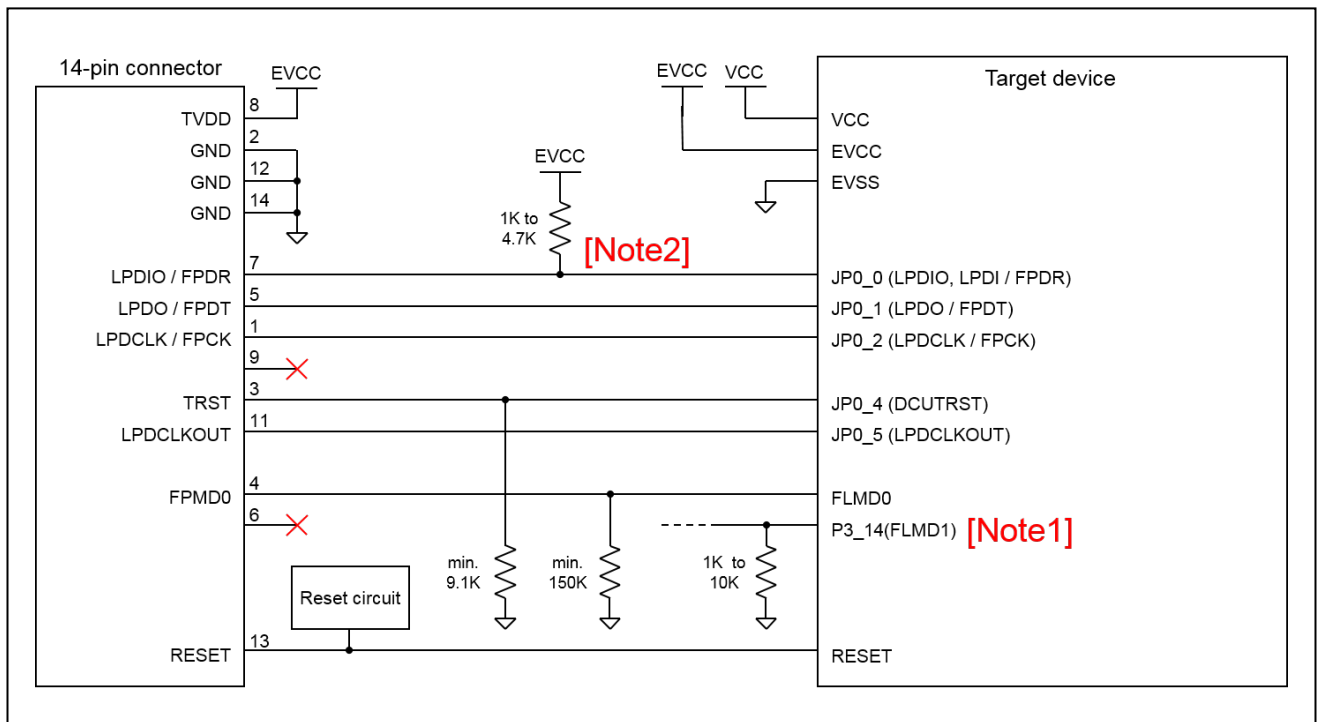 14-pin connector
EVCC
EVCC
VCC
Target device
TVDD
8
GND
2
GND
12
GND
14
VCC
EVCC
EVSS
EVCC
1K to
4.7K
[Note2]
LPDIO / FPDR
7
JP0_0 (LPDIO, LPDI / FPDR)
LPDO / FPDT
5
JP0_1 (LPDO / FPDT)
LPDCLK / FPCK
1
JP0_2 (LPDCLK / FPCK)
9
TRST
3
JP0_4 (DCUTRST)
LPDCLKOUT
11
JP0_5 (LPDCLKOUT)
FPMD0
4
FLMD0
6
P3_14(FLMD1)
[Note1]
min.
9.1K
min.
150K
1K to
10K
Reset circuit
RESET
13
RESET